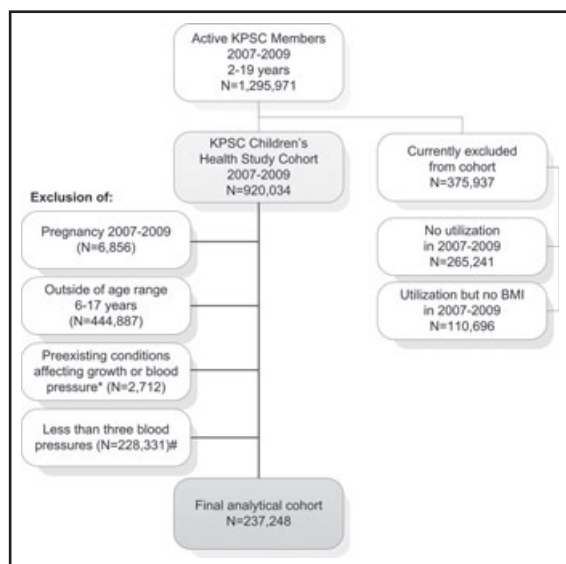 Active KPSC Members
2007-2009
2-19 years
N=1,295,971
KPSC Children's
Health Study Cohort
2007-2009
N=920,034
Currently excluded
from cohort
N=375,937
Exclusion of:
Pregnancy 2007-2009
(N=6,856)
No utilization
in 2007-2009
N=265,241
Outside of age range
6-17 years
(N=444,887)
Utilization but no BMI
in 2007-2009
N=110,696
Preexisting conditions
affecting growth or blood
pressure* (N=2,712)
Less than three blood
pressures (N=228,331)#
Final analytical cohort
N=237,248